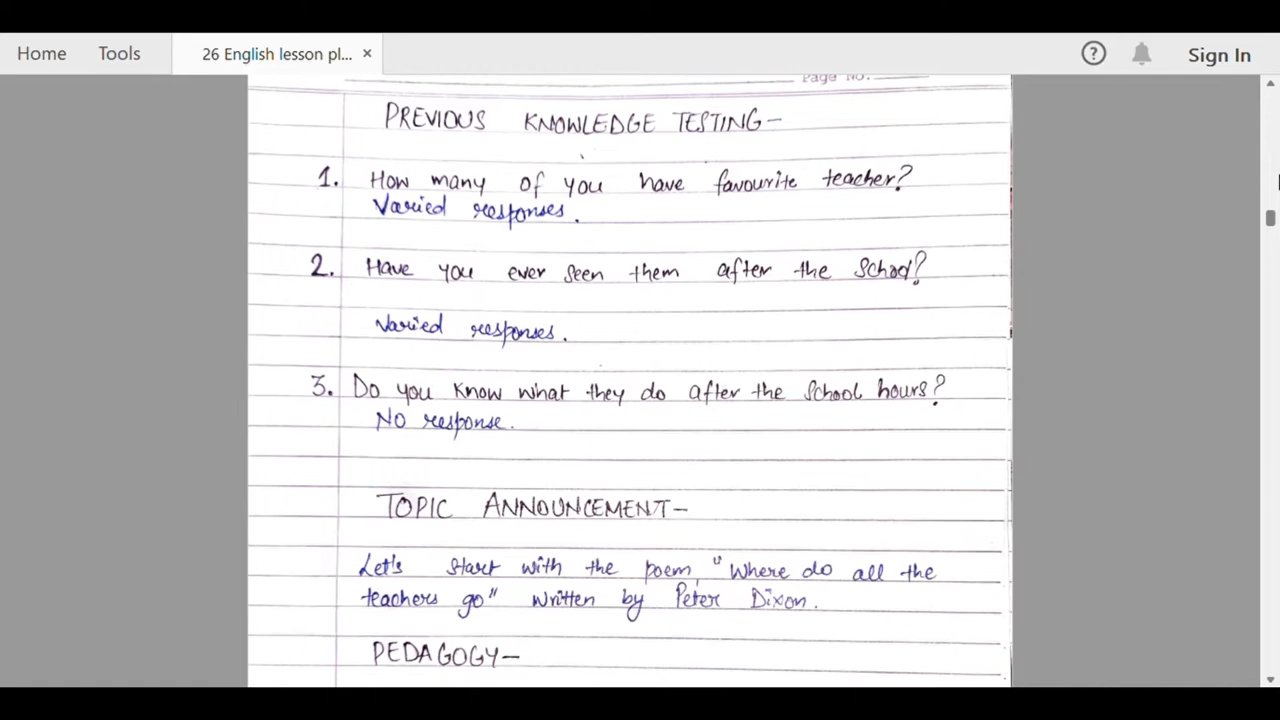 Home Tools 26 English lesson pl... × ? Sign In
Page No.
PREVIOUS KNOWLEDGE TESTING-
1. How many of you have favourite teacher?
Varied responses.
2. Have you ever seen them after the School?
Varied responses.
3. Do you know what they do after the School hours?
No response.
TOPIC ANNOUNCEMENT-
Let's start with the poem, "Where do all the
teachers go" written by Peter Dixon.
PEDAGOGY-